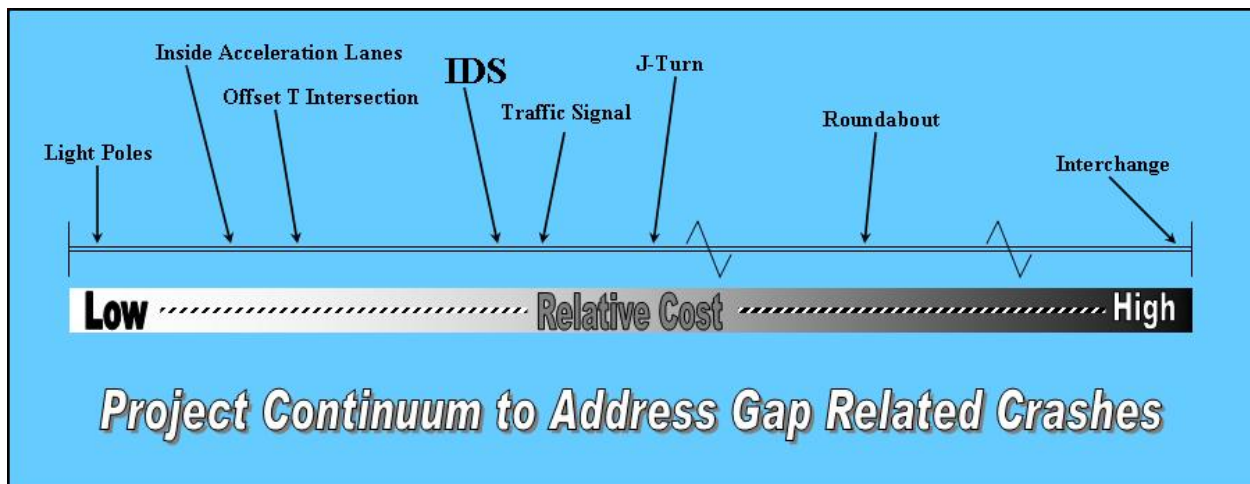 Inside Acceleration Lanes
IDS
J-Turn
Offset T Intersection
Traffic Signal
Roundabout
Light Poles
Interchange
Low
Relative Cost
High
Project Continuum to Address Gap Related Crashes